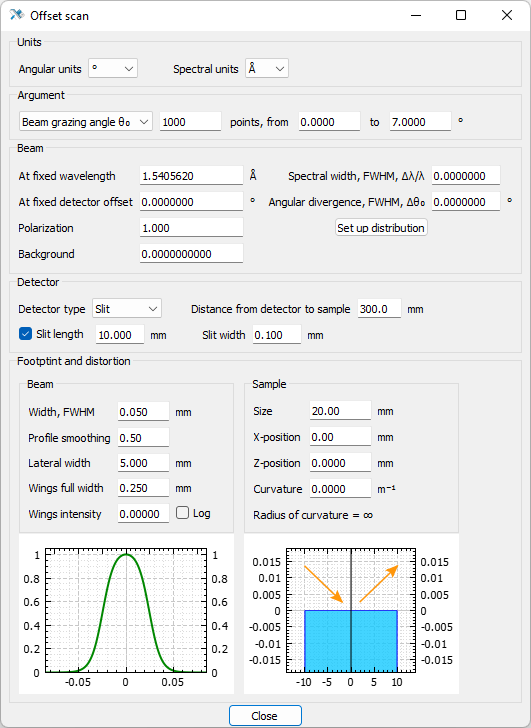 Offset scan
Units
Angular units ° Spectral units Å
Argument
Beam grazing angle θ₀ 1000 points, from 0.0000 to 7.0000 °
Beam
At fixed wavelength 1.5405620 Å Spectral width, FWHM, Δλ/λ 0.0000000
At fixed detector offset 0.0000000 ° Angular divergence, FWHM, Δθ₀ 0.0000000 °
Polarization 1.000 Set up distribution
Background 0.0000000000
Detector
Detector type Slit Distance from detector to sample 300.0 mm
Slit length 10.000 mm Slit width 0.100 mm
Footptint and distortion
Beam
Width, FWHM 0.050 mm
Profile smoothing 0.50
Lateral width 5.000 mm
Wings full width 0.250 mm
Wings intensity 0.00000 Log
1 1
0.8 0.8
0.6 0.6
0.4 0.4
0.2 0.2
0 0
-0.05 0 0.05
Sample
Size 20.00 mm
X-position 0.00 mm
Z-position 0.0000 mm
Curvature 0.0000 m⁻¹
Radius of curvature = ∞
0.015 0.015
0.01 0.01
0.005 0.005
0 0
-0.005 -0.005
-0.01 -0.01
-0.015 -0.015
-10 -5 0 5 10
Close